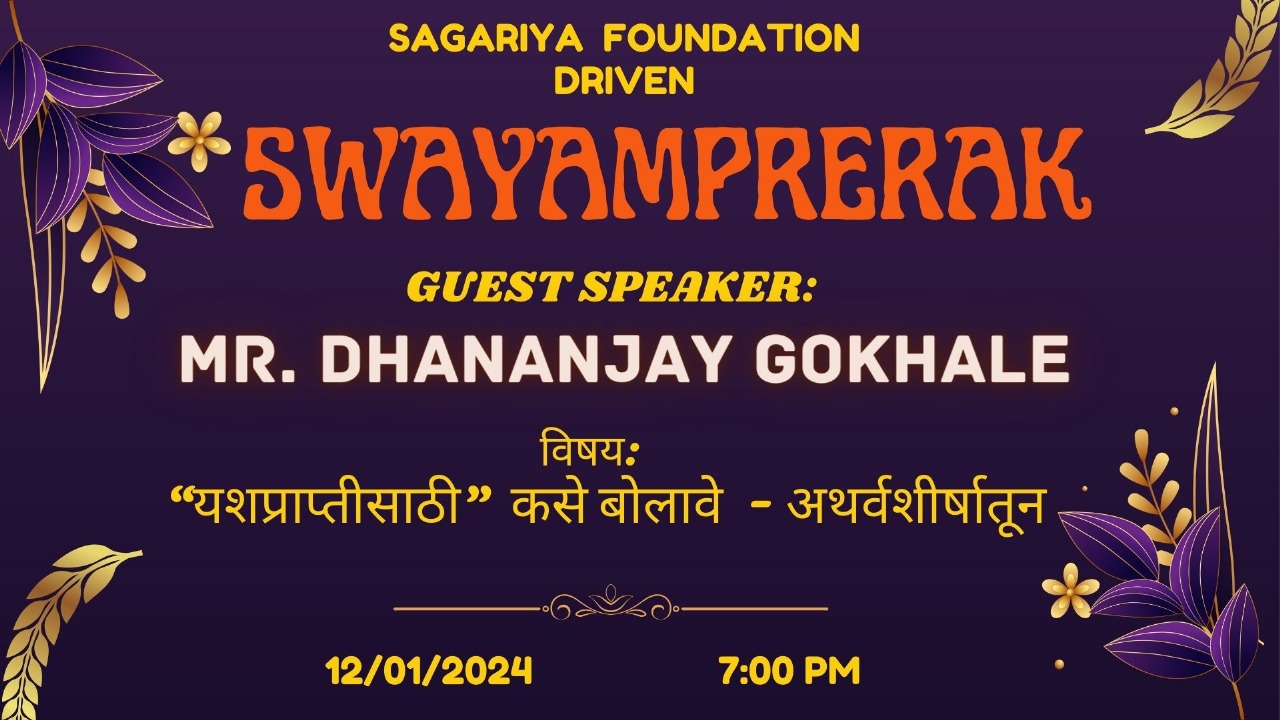 SAGARIYA FOUNDATION
DRIVEN
SWAYAMPRERAK
GUEST SPEAKER:
MR. DHANANJAY GOKHALE
विषय:
“यशप्राप्तीसाठी” कसे बोलावे - अथर्वशीर्षातून
12/01/2024 7:00 PM